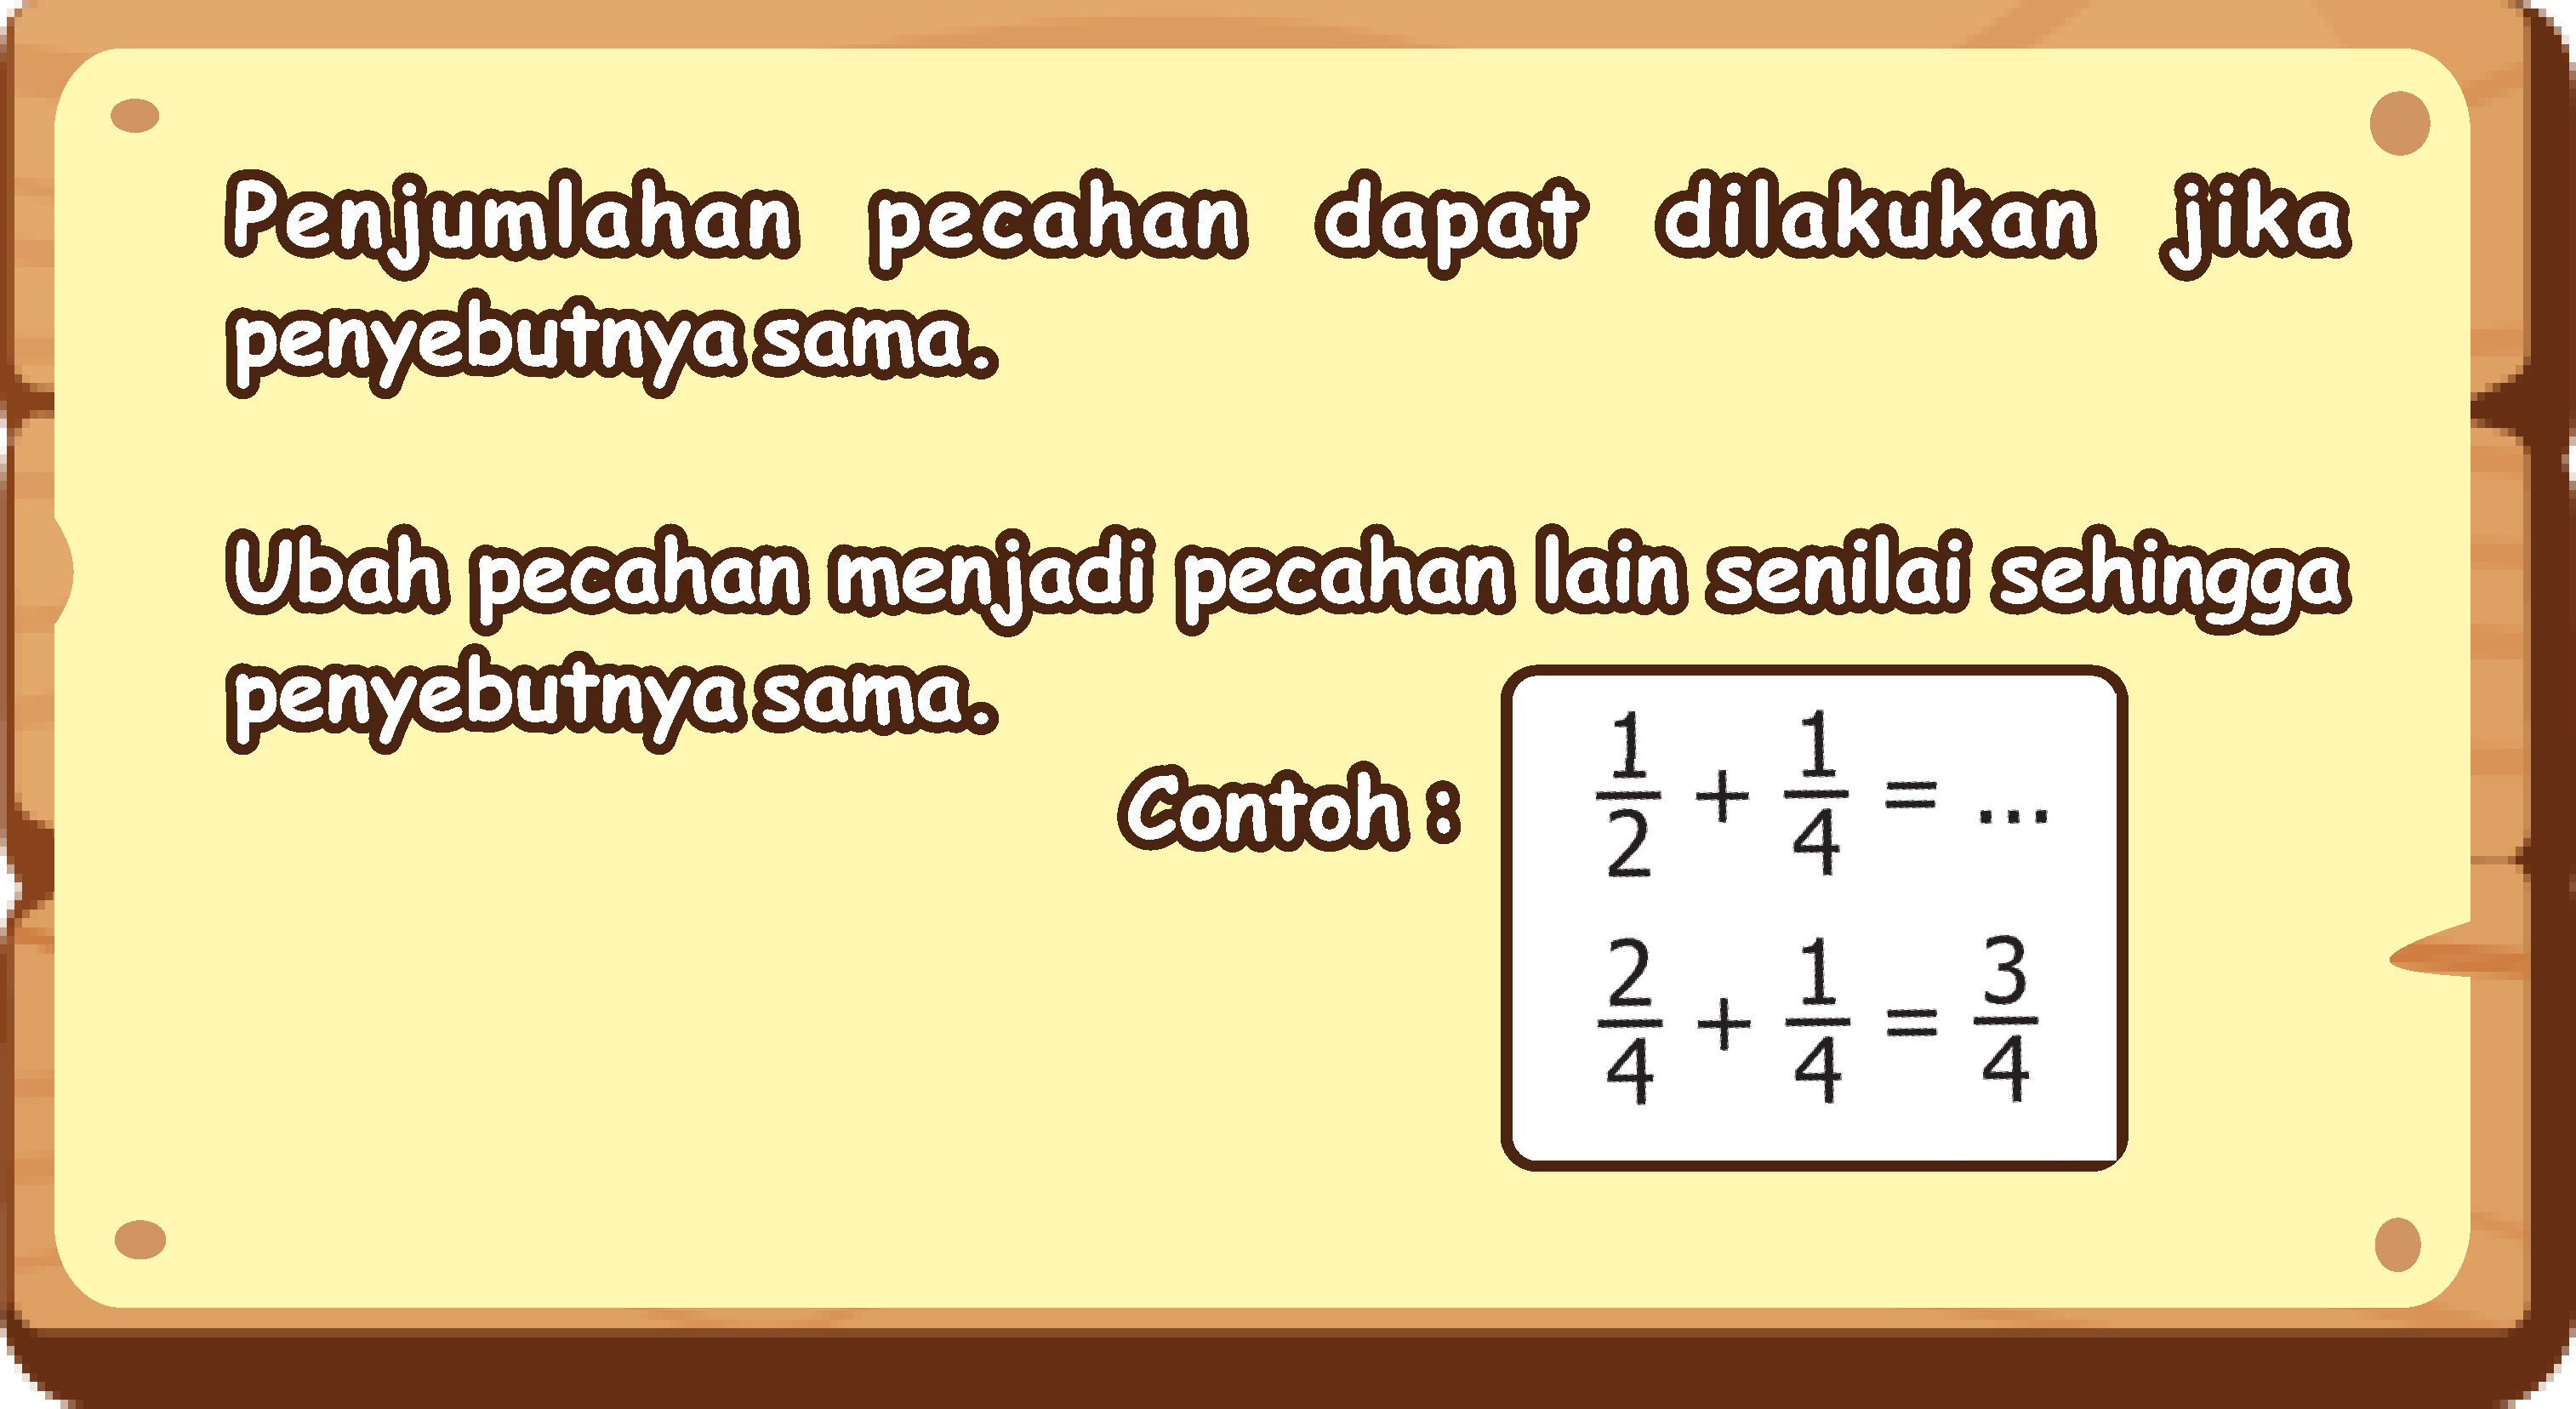 Penjumlahan pecahan dapat dilakukan jika
penyebutnya sama.
Ubah pecahan menjadi pecahan lain senilai sehingga
penyebutnya sama.
Contoh :
1/2 + 1/4 = ...
2/4 + 1/4 = 3/4